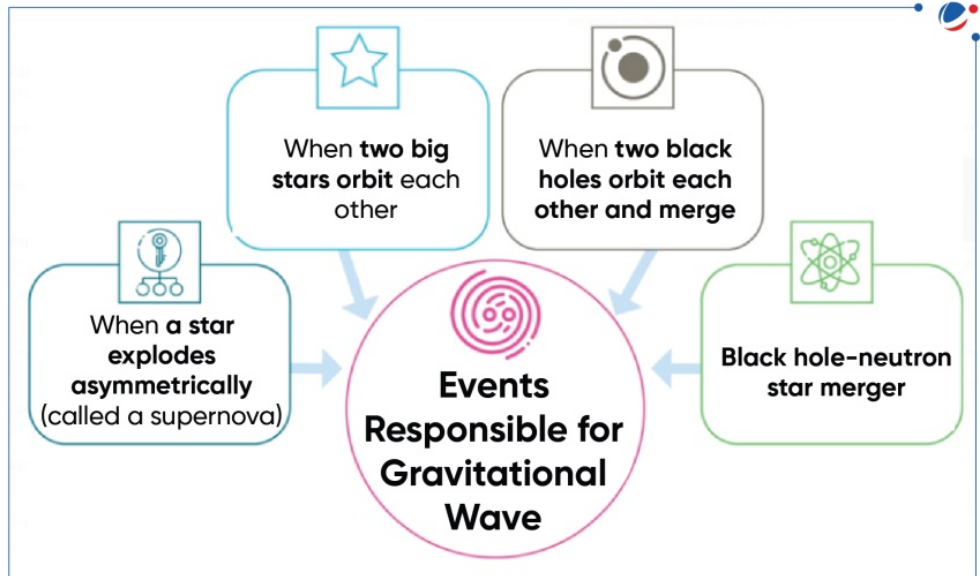 When two big
stars orbit each
other
When two black
holes orbit each
other and merge
When a star
explodes
asymmetrically
(called a supernova)
Black hole-neutron
star merger
Events
Responsible for
Gravitational
Wave